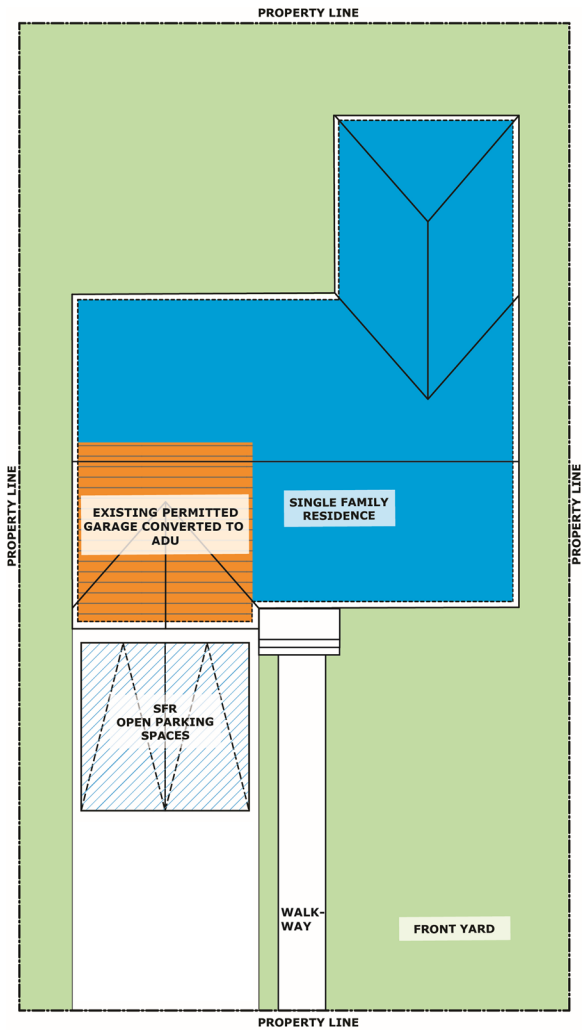 PROPERTY LINE
PROPERTY LINE
PROPERTY LINE
EXISTING PERMITTED
GARAGE CONVERTED TO
ADU
SINGLE FAMILY
RESIDENCE
SFR
OPEN PARKING
SPACES
WALK-
WAY
FRONT YARD
PROPERTY LINE